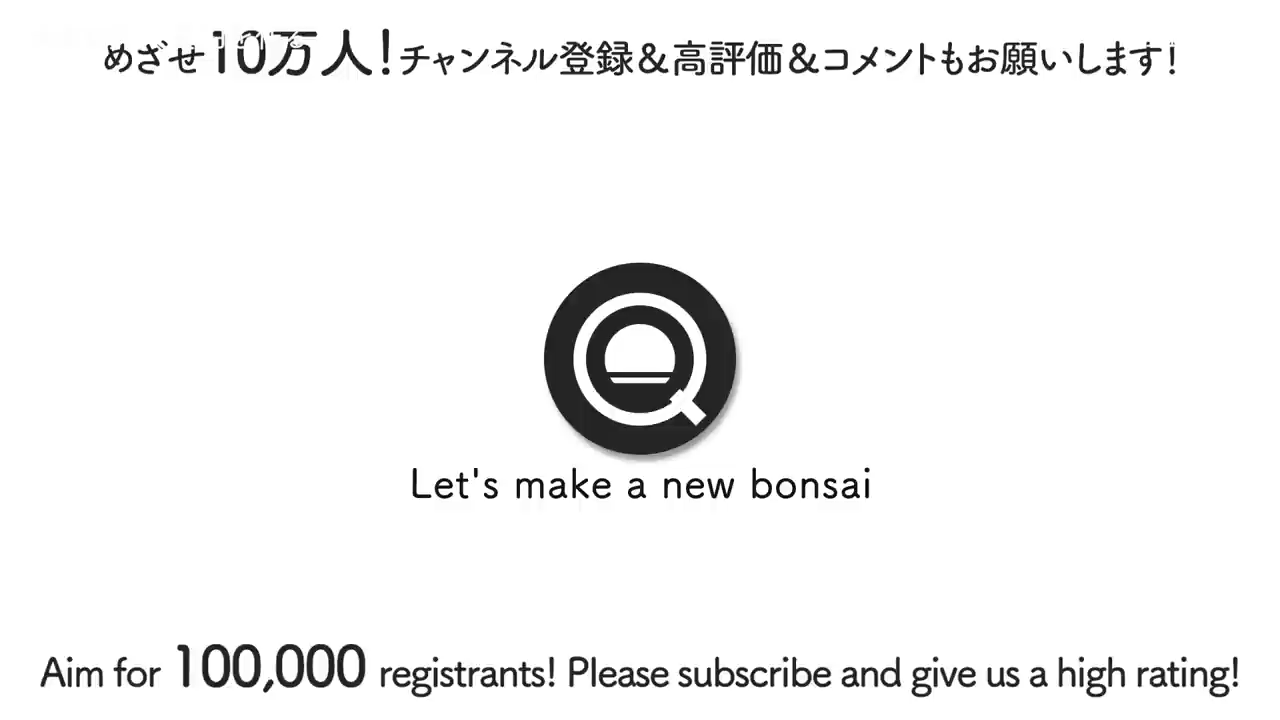 めざせ10万人!チャンネル登録&高評価&コメントもお願いします!
Let's make a new bonsai
Aim for 100,000 registrants! Please subscribe and give us a high rating!